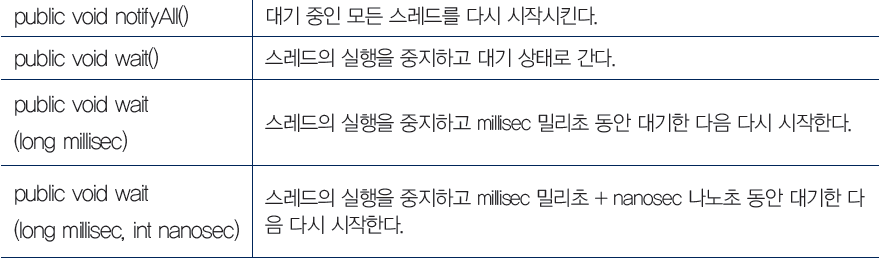 public void notifyAll()
대기 중인 모든 스레드를 다시 시작시킨다.
public void wait()
스레드의 실행을 중지하고 대기 상태로 간다.
public void wait
(long millisec)
스레드의 실행을 중지하고 millisec 밀리초 동안 대기한 다음 다시 시작한다.
public void wait
(long millisec, int nanosec)
스레드의 실행을 중지하고 millisec 밀리초 + nanosec 나노초 동안 대기한 다
음 다시 시작한다.